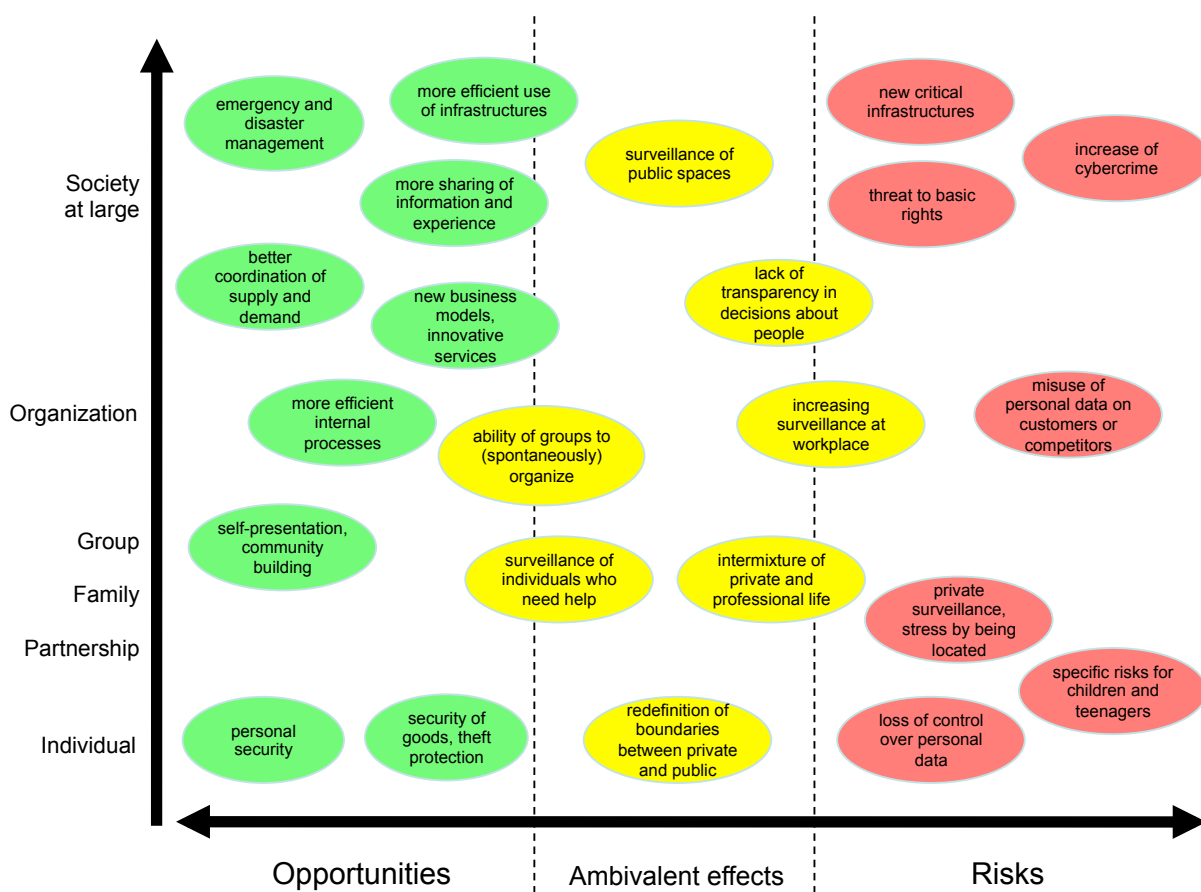 emergency and
disaster
management
more efficient use
of infrastructures
new critical
infrastructures
increase of
cybercrime
surveillance of
public spaces
Society
at large
more sharing of
information and
experience
threat to basic
rights
better
coordination of
supply and
demand
new business
models,
innovative
services
lack of
transparency in
decisions about
people
Organization
more efficient
internal
processes
ability of groups to
(spontaneously)
organize
increasing
surveillance at
workplace
misuse of
personal data on
customers or
competitors
Group
self-presentation,
community
building
surveillance of
individuals who
need help
intermixture of
private and
professional life
Family
private
surveillance,
stress by being
located
Partnership
specific risks for
children and
teenagers
Individual
personal
security
security of
goods, theft
protection
redefinition of
boundaries
between private
and public
loss of control
over personal
data
Opportunities
Ambivalent effects
Risks